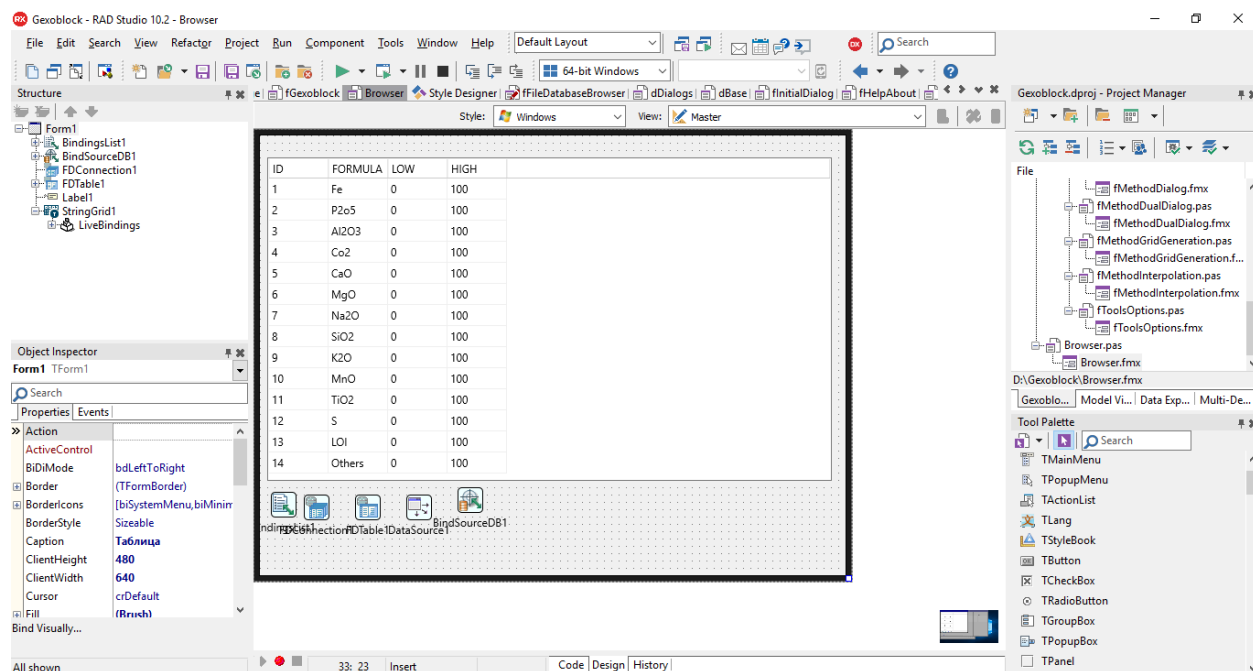 Gexoblock - RAD Studio 10.2 - Browser
File Edit Search View Refactor Project Run Component Tools Window Help Default Layout Search
64-bit Windows
Structure
Form1
BindingsList1
BindSourceDB1
FDConnection1
FDTable1
Label1
StringGrid1
LiveBindings
Object Inspector
Form1 TForm1
Search
Properties Events
Action
ActiveControl
BiDiMode bdLeftToRight
Border (TFormBorder)
BorderIcons [biSystemMenu,biMinim
BorderStyle Sizeable
Caption Таблица
ClientHeight 480
ClientWidth 640
Cursor crDefault
Fill (Brush)
Bind Visually...
All shown
fGexoblock Browser Style Designer fFileDatabaseBrowser dDialogs dBase fInitialDialog fHelpAbout
Style: Windows View: Master
ID FORMULA LOW HIGH
1 Fe 0 100
2 P2o5 0 100
3 Al2O3 0 100
4 Co2 0 100
5 CaO 0 100
6 MgO 0 100
7 Na2O 0 100
8 SiO2 0 100
9 K2O 0 100
10 MnO 0 100
11 TiO2 0 100
12 S 0 100
13 LOI 0 100
14 Others 0 100
BindSourceDB1
33: 23 Insert Code Design History
Gexoblock.dproj - Project Manager
File
fMethodDialog.fmx
fMethodDualDialog.pas
fMethodDualDialog.fmx
fMethodGridGeneration.pas
fMethodGridGeneration.f...
fMethodInterpolation.pas
fMethodInterpolation.fmx
fToolsOptions.pas
fToolsOptions.fmx
Browser.pas
Browser.fmx
D:\Gexoblock\Browser.fmx
Gexoblo... Model Vi... Data Exp... Multi-De...
Tool Palette
Search
TMainMenu
TPopupMenu
TActionList
TLang
TStyleBook
TButton
TCheckBox
TRadioButton
TGroupBox
TPopupBox
TPanel